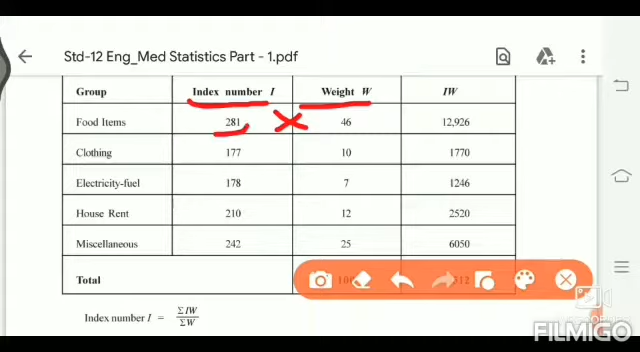 Std-12 Eng_Med Statistics Part - 1.pdf
Group Index number I Weight W IW
Food Items 281 46 12,926
Clothing 177 10 1770
Electricity-fuel 178 7 1246
House Rent 210 12 2520
Miscellaneous 242 25 6050
Total
Index number I = ΣIW
ΣW
FILMIGO